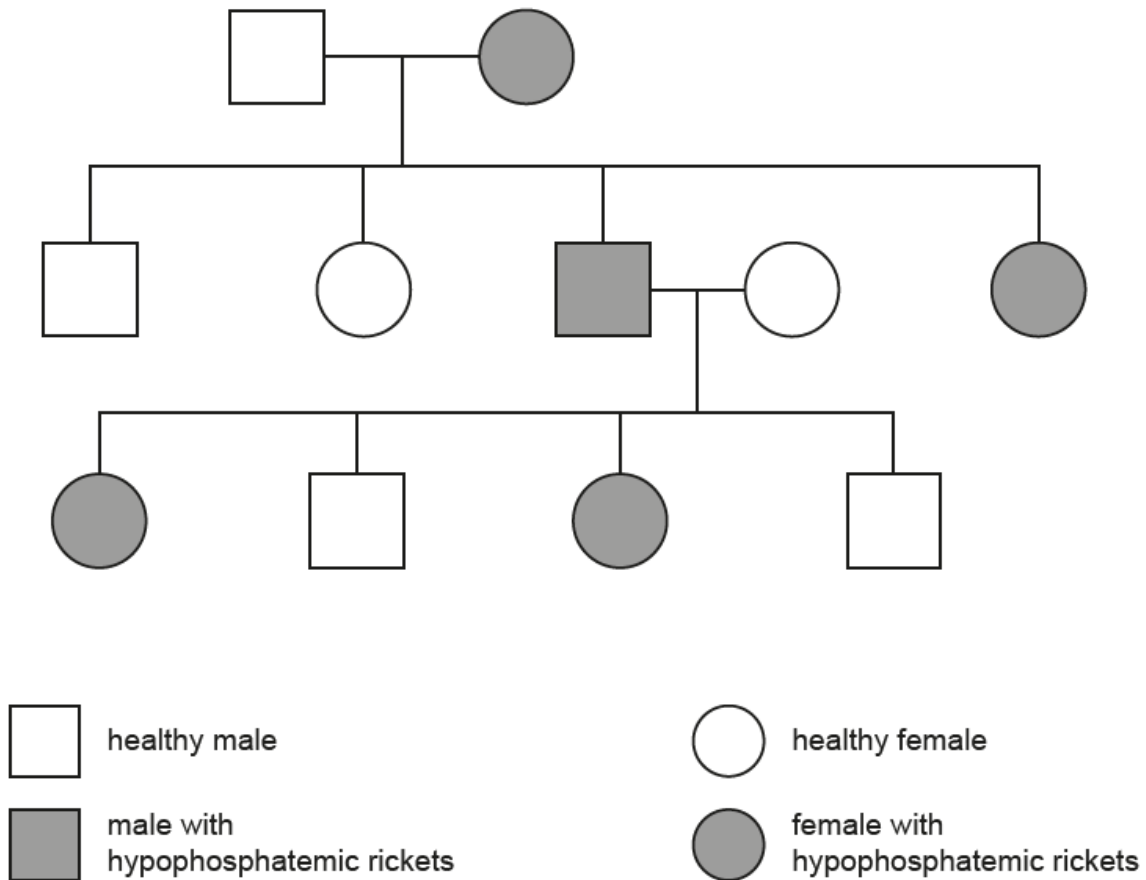 healthy male
healthy female
male with
hypophosphatemic rickets
female with
hypophosphatemic rickets